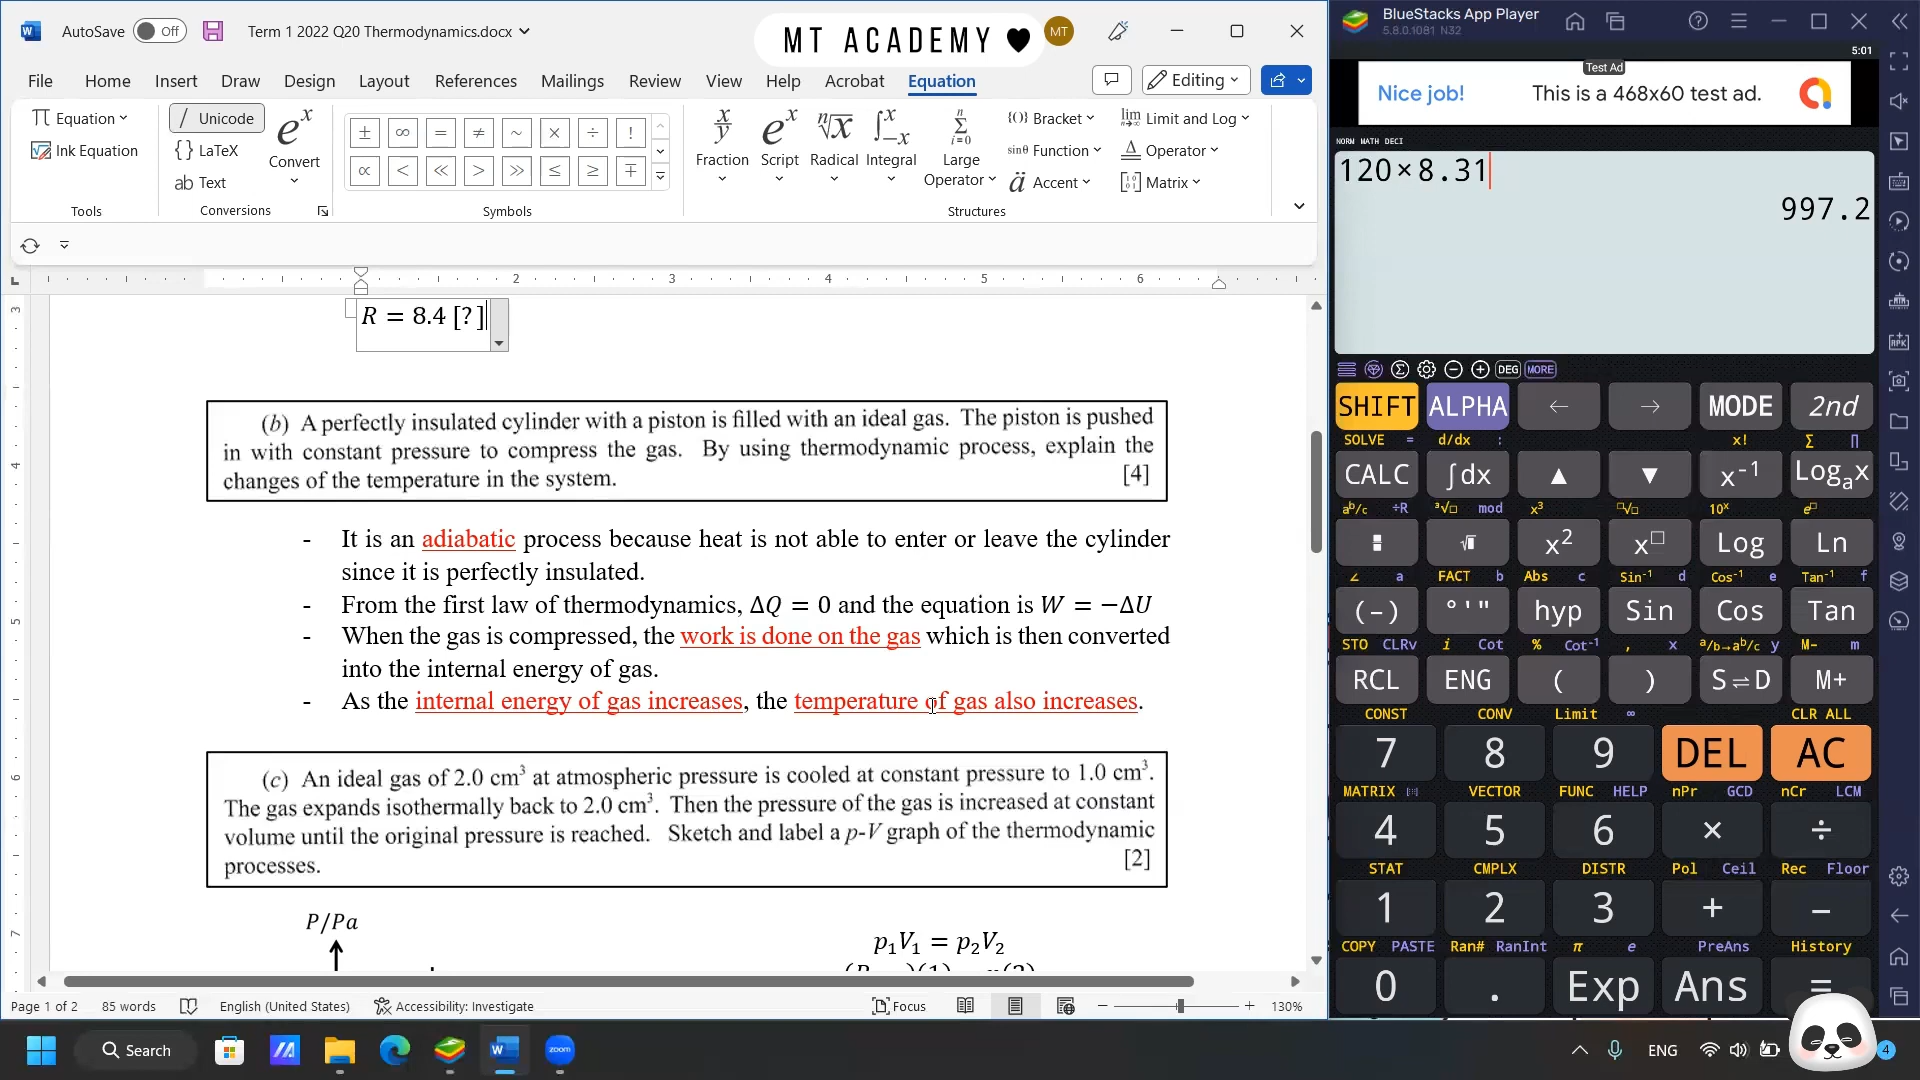 AutoSave Off Term 1 2022 Q20 Thermodynamics.docx MT ACADEMY MT
File Home Insert Draw Design Layout References Mailings Review View Help Acrobat Equation Editing
Equation Unicode LaTeX Ink Equation Text Convert
Fraction Script Radical Integral Large Operator Bracket Function Accent Limit and Log Operator Matrix
Tools Conversions Symbols Structures
R = 8.4 [?]
(b) A perfectly insulated cylinder with a piston is filled with an ideal gas. The piston is pushed
in with constant pressure to compress the gas. By using thermodynamic process, explain the
changes of the temperature in the system. [4]
- It is an adiabatic process because heat is not able to enter or leave the cylinder
since it is perfectly insulated.
- From the first law of thermodynamics, ΔQ = 0 and the equation is W = −ΔU
- When the gas is compressed, the work is done on the gas which is then converted
into the internal energy of gas.
- As the internal energy of gas increases, the temperature of gas also increases.
(c) An ideal gas of 2.0 cm³ at atmospheric pressure is cooled at constant pressure to 1.0 cm³.
The gas expands isothermally back to 2.0 cm³. Then the pressure of the gas is increased at constant
volume until the original pressure is reached. Sketch and label a p-V graph of the thermodynamic
processes. [2]
P/Pa
p₁V₁ = p₂V₂
Page 1 of 2 85 words English (United States) Accessibility: Investigate Focus 130%
Search zoom ENG 4
BlueStacks App Player
5.8.0.1081 N32
5:01
Test Ad
Nice job! This is a 468x60 test ad.
NORM MATH DECI
120×8.31
997.2
DEG MORE
SHIFT ALPHA ← → MODE 2nd
SOLVE = d/dx : x! Σ ∏
CALC ∫dx ▲ ▼ x⁻¹ Logₐx
aᵇ/c ÷R ³√□ mod x³ □√□ 10ˣ e□
√ x² x□ Log Ln
∠ a FACT b Abs c Sin⁻¹ d Cos⁻¹ e Tan⁻¹ f
(−) °'" hyp Sin Cos Tan
STO CLRv i Cot % Cot⁻¹ , x a/b→aᵇ/c y M− m
RCL ENG ( ) S⇌D M+
CONST CONV Limit ∞ CLR ALL
7 8 9 DEL AC
MATRIX VECTOR FUNC HELP nPr GCD nCr LCM
4 5 6 × ÷
STAT CMPLX DISTR Pol Ceil Rec Floor
1 2 3 + −
COPY PASTE Ran# RanInt π e PreAns History
0 . Exp Ans =